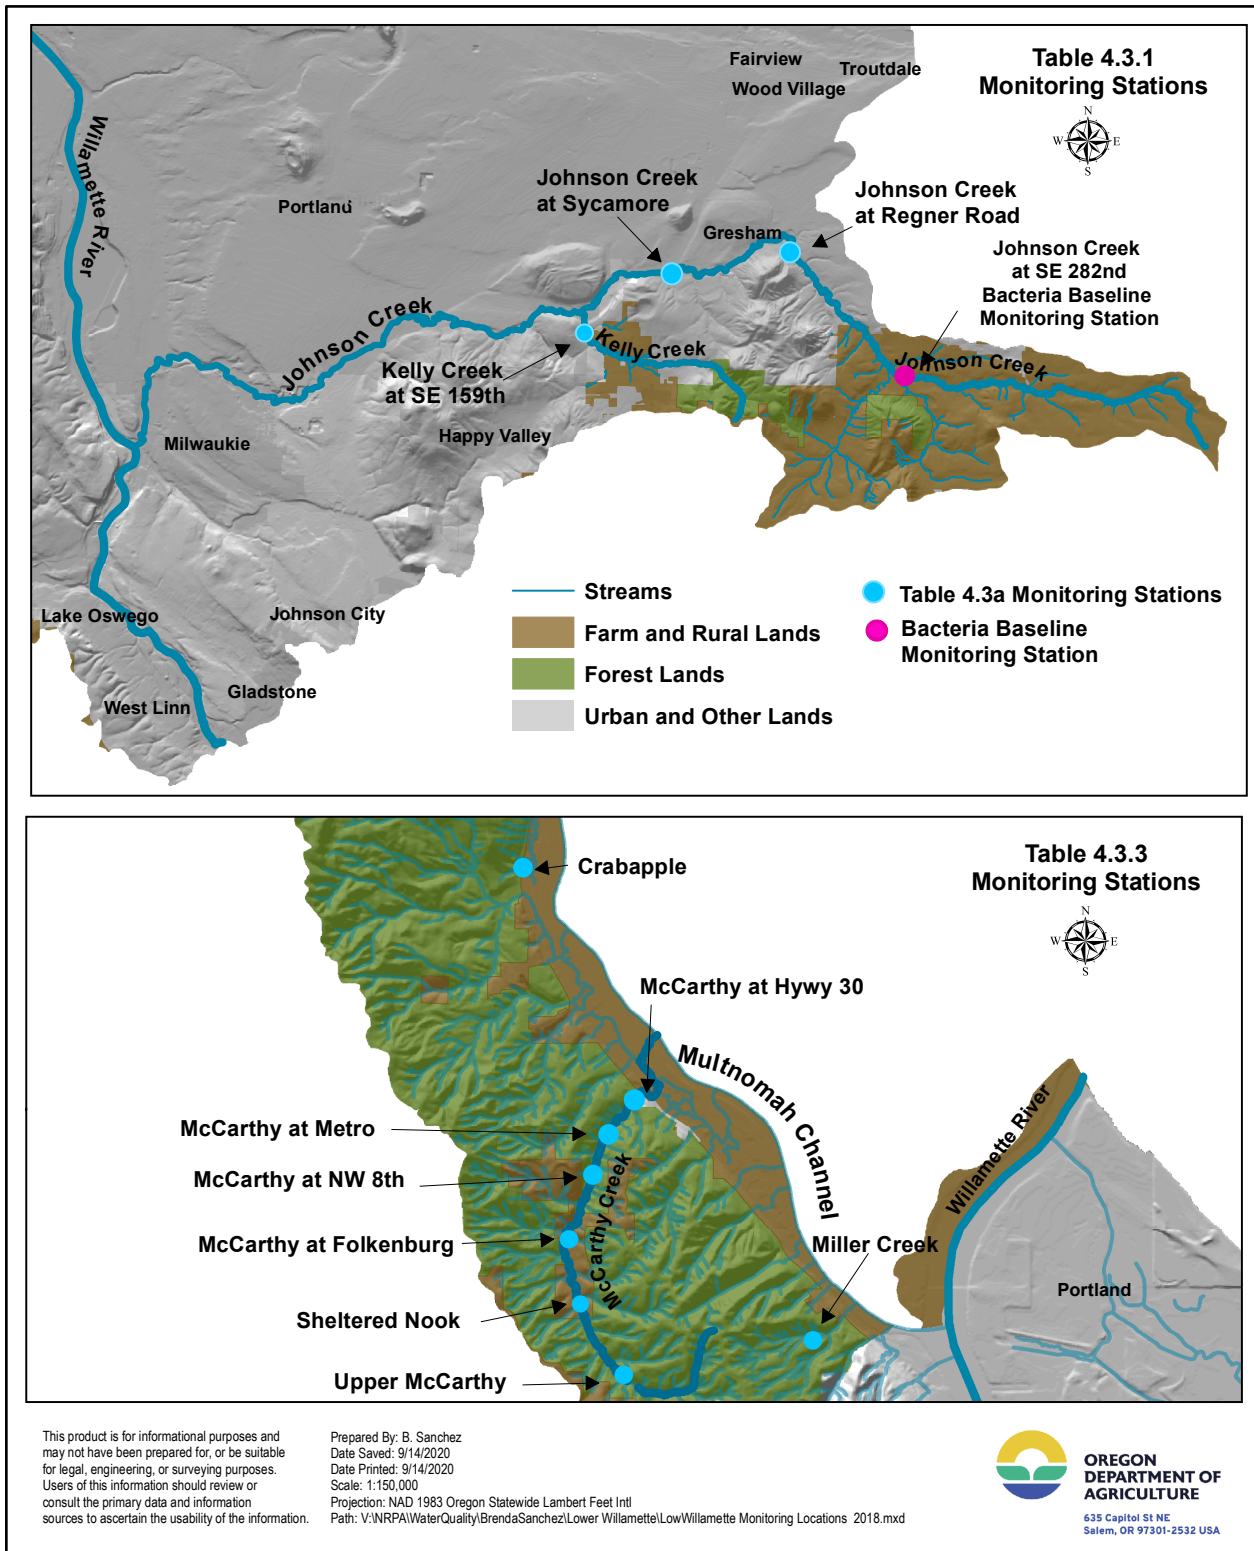 Table 4.3.1
Monitoring Stations
N
W
E
S
Fairview
Troutdale
Wood Village
Willamette River
Portland
Johnson Creek
at Sycamore
Johnson Creek
at Regner Road
Gresham
Johnson Creek
at SE 282nd
Bacteria Baseline
Monitoring Station
Johnson Creek
Kelly Creek
Johnson Creek
Kelly Creek
at SE 159th
Milwaukie
Happy Valley
Lake Oswego
Johnson City
West Linn
Gladstone
Streams
Farm and Rural Lands
Forest Lands
Urban and Other Lands
Table 4.3a Monitoring Stations
Bacteria Baseline
Monitoring Station
Table 4.3.3
Monitoring Stations
N
W
E
S
Crabapple
McCarthy at Hywy 30
Multnomah Channel
McCarthy at Metro
McCarthy at NW 8th
McCarthy Creek
McCarthy at Folkenburg
Sheltered Nook
Upper McCarthy
Miller Creek
Willamette River
Portland
This product is for informational purposes and
may not have been prepared for, or be suitable
for legal, engineering, or surveying purposes.
Users of this information should review or
consult the primary data and information
sources to ascertain the usability of the information.
Prepared By: B. Sanchez
Date Saved: 9/14/2020
Date Printed: 9/14/2020
Scale: 1:150,000
Projection: NAD 1983 Oregon Statewide Lambert Feet Intl
Path: V:\NRPA\WaterQuality\BrendaSanchez\Lower Willamette\LowWillamette Monitoring Locations 2018.mxd
OREGON
DEPARTMENT OF
AGRICULTURE
635 Capitol St NE
Salem, OR 97301-2532 USA